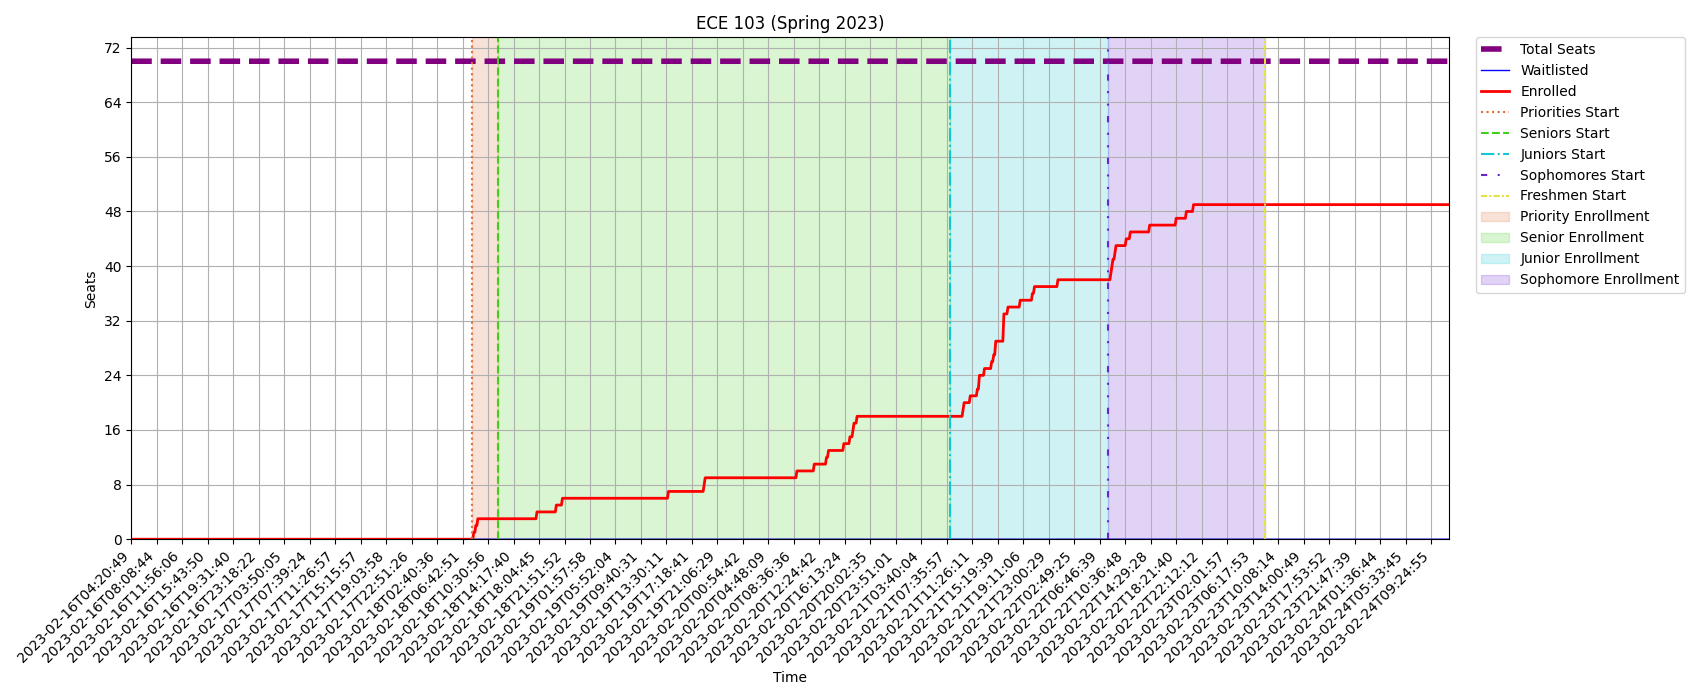 ECE 103 (Spring 2023)
72
64
56
48
40
32
24
16
8
0
Seats
2023-02-16T04:20:49
2023-02-16T08:08:44
2023-02-16T11:56:06
2023-02-16T15:43:50
2023-02-16T19:31:40
2023-02-16T23:18:22
2023-02-17T03:50:05
2023-02-17T07:39:24
2023-02-17T11:26:57
2023-02-17T15:15:57
2023-02-17T19:03:58
2023-02-17T22:51:26
2023-02-18T02:40:36
2023-02-18T06:42:51
2023-02-18T10:30:56
2023-02-18T14:17:40
2023-02-18T18:04:45
2023-02-18T21:51:52
2023-02-19T01:57:58
2023-02-19T05:52:04
2023-02-19T09:40:31
2023-02-19T13:30:11
2023-02-19T17:18:41
2023-02-19T21:06:29
2023-02-20T00:54:42
2023-02-20T04:48:09
2023-02-20T08:36:36
2023-02-20T12:24:42
2023-02-20T16:13:24
2023-02-20T20:02:35
2023-02-20T23:51:01
2023-02-21T03:40:04
2023-02-21T07:35:57
2023-02-21T11:26:11
2023-02-21T15:19:39
2023-02-21T19:11:06
2023-02-21T23:00:29
2023-02-22T02:49:25
2023-02-22T06:46:39
2023-02-22T10:36:48
2023-02-22T14:29:28
2023-02-22T18:21:40
2023-02-22T22:12:12
2023-02-23T02:01:57
2023-02-23T06:17:53
2023-02-23T10:08:14
2023-02-23T14:00:49
2023-02-23T17:53:52
2023-02-23T21:47:39
2023-02-24T01:36:44
2023-02-24T05:33:45
2023-02-24T09:24:55
Time
Total Seats
Waitlisted
Enrolled
Priorities Start
Seniors Start
Juniors Start
Sophomores Start
Freshmen Start
Priority Enrollment
Senior Enrollment
Junior Enrollment
Sophomore Enrollment